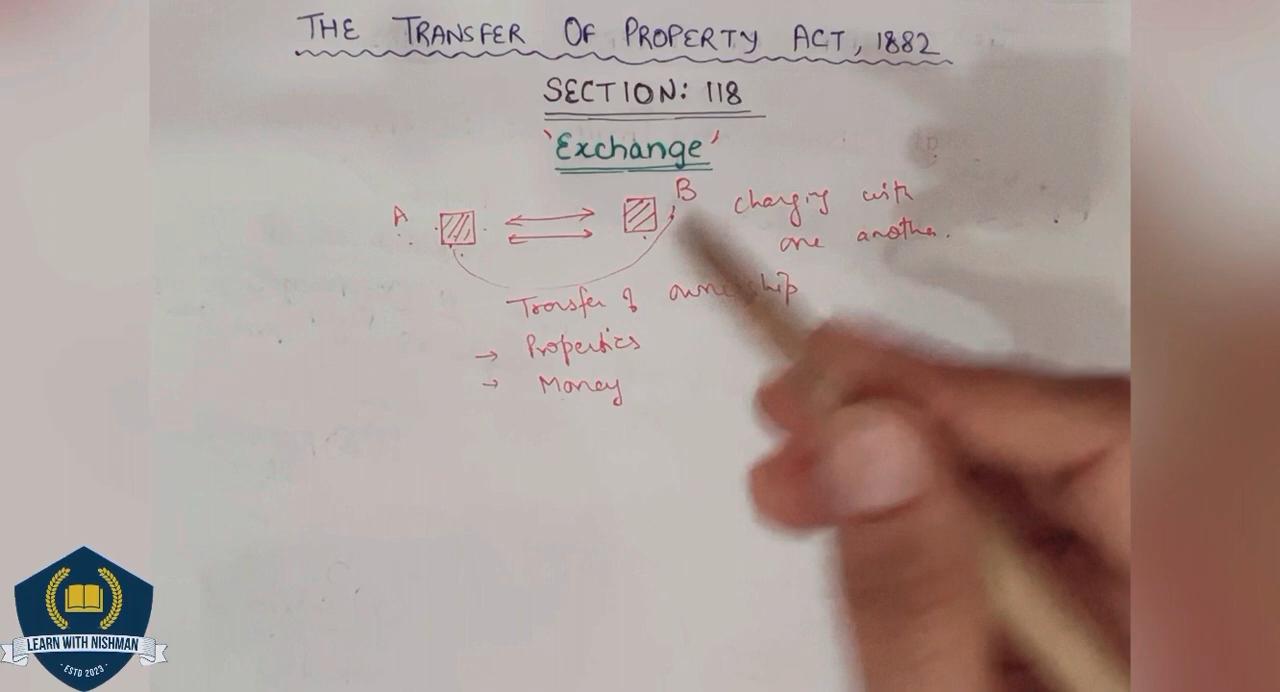 THE TRANSFER OF PROPERTY ACT, 1882
SECTION: 118
'Exchange'
A
B
changing with
one another.
Transfer of ownership
→ Properties
→ Money
LEARN WITH NISHMAN
· ESTD 2023 ·